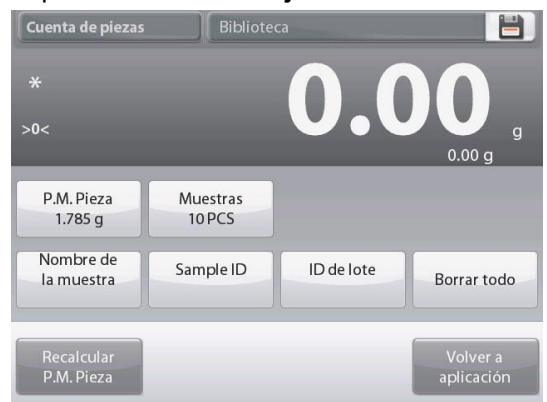 Cuenta de piezas
Biblioteca
*
>0<
0.00 g
0.00 g
P.M. Pieza
1.785 g
Muestras
10 PCS
Nombre de
la muestra
Sample ID
ID de lote
Borrar todo
Recalcular
P.M. Pieza
Volver a
aplicación